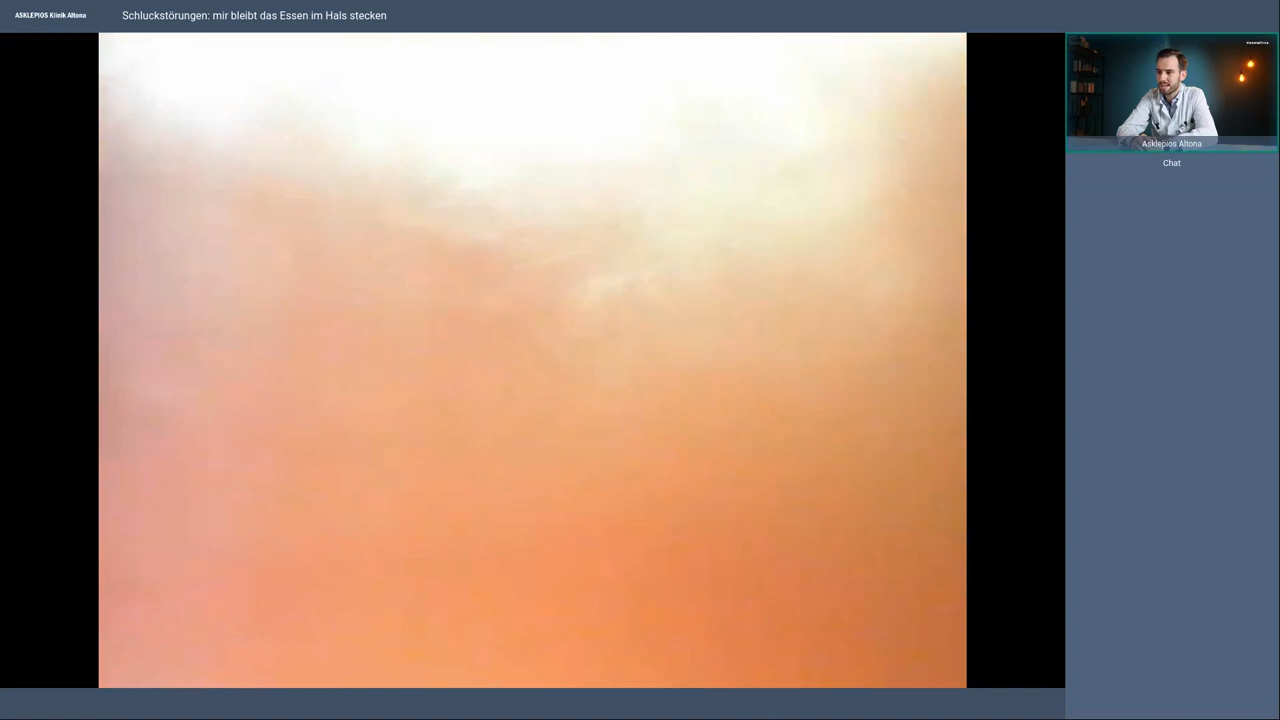 ASKLEPIOS Klinik Altona
Schluckstörungen: mir bleibt das Essen im Hals stecken
Asklepios Altona
Chat